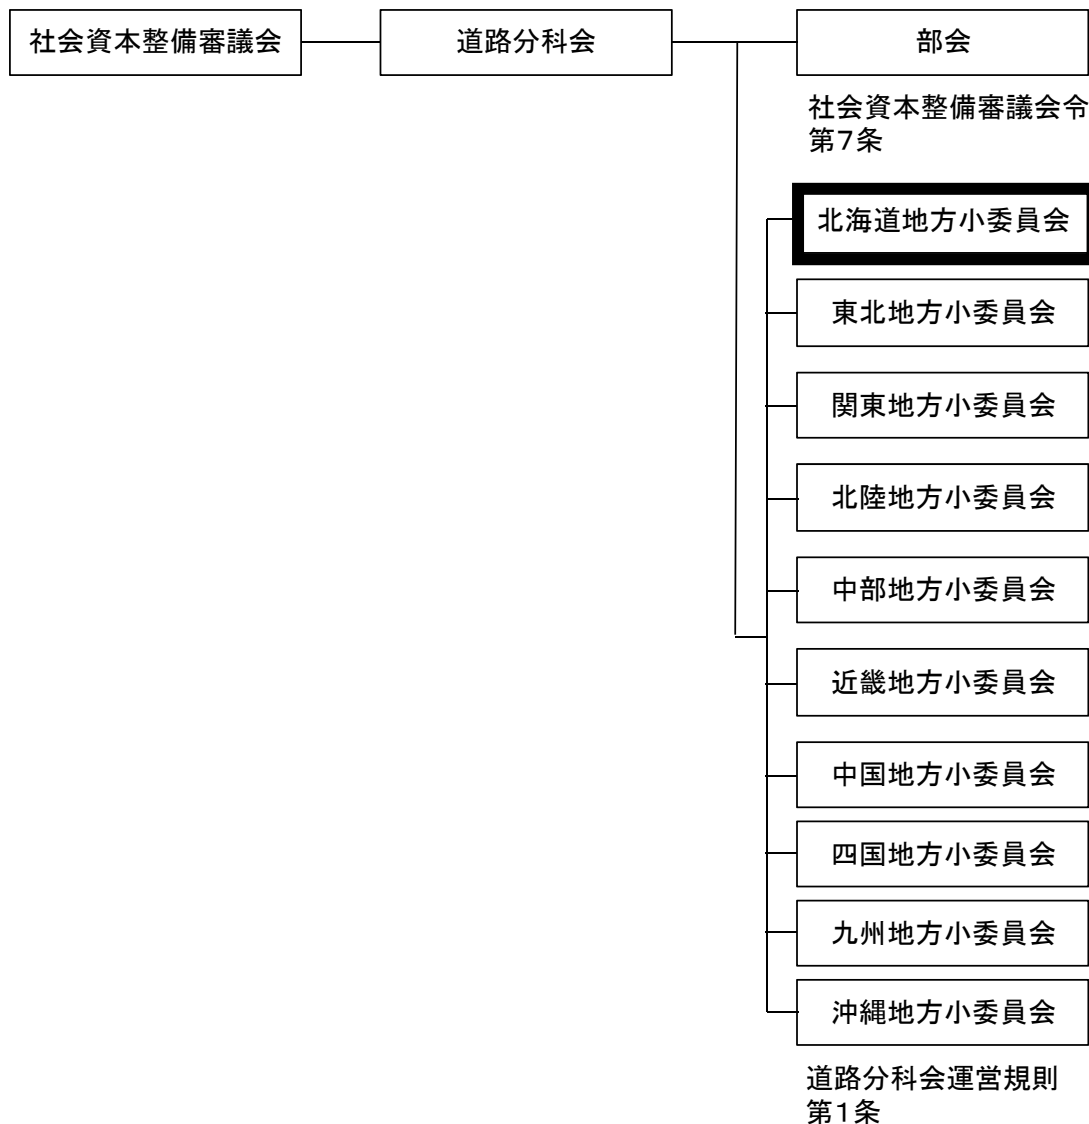 社会資本整備審議会
道路分科会
部会
社会資本整備審議会令
第7条
北海道地方小委員会
東北地方小委員会
関東地方小委員会
北陸地方小委員会
中部地方小委員会
近畿地方小委員会
中国地方小委員会
四国地方小委員会
九州地方小委員会
沖縄地方小委員会
道路分科会運営規則
第1条